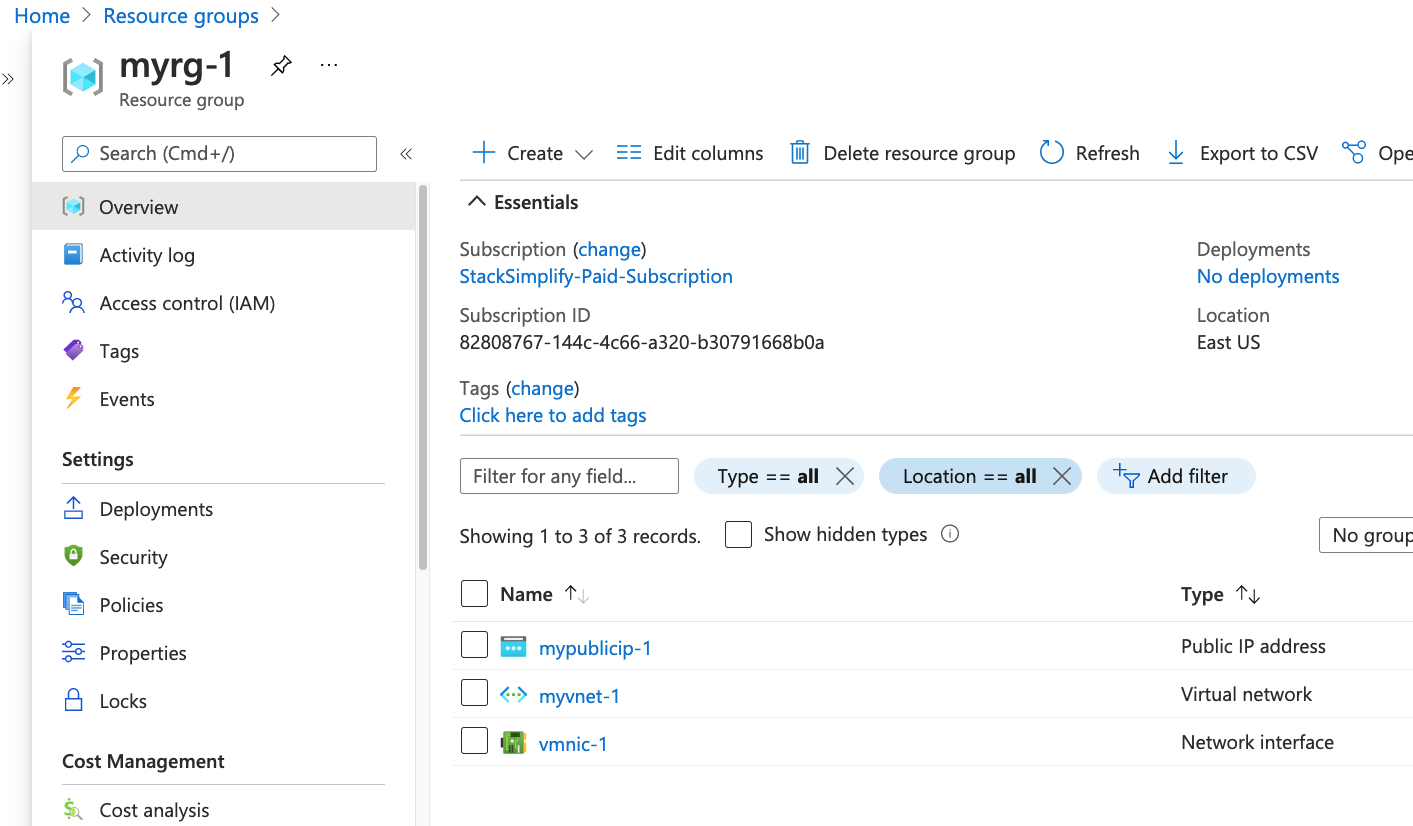 Home > Resource groups >
»
myrg-1 ...
Resource group
Search (Cmd+/) «
Overview
Activity log
Access control (IAM)
Tags
Events
Settings
Deployments
Security
Policies
Properties
Locks
Cost Management
Cost analysis
Create Edit columns Delete resource group Refresh Export to CSV Ope
Essentials
Subscription (change)
StackSimplify-Paid-Subscription
Subscription ID
82808767-144c-4c66-a320-b30791668b0a
Tags (change)
Click here to add tags
Deployments
No deployments
Location
East US
Filter for any field... Type == all Location == all Add filter
Showing 1 to 3 of 3 records. Show hidden types No group
Name Type
mypublicip-1 Public IP address
myvnet-1 Virtual network
vmnic-1 Network interface